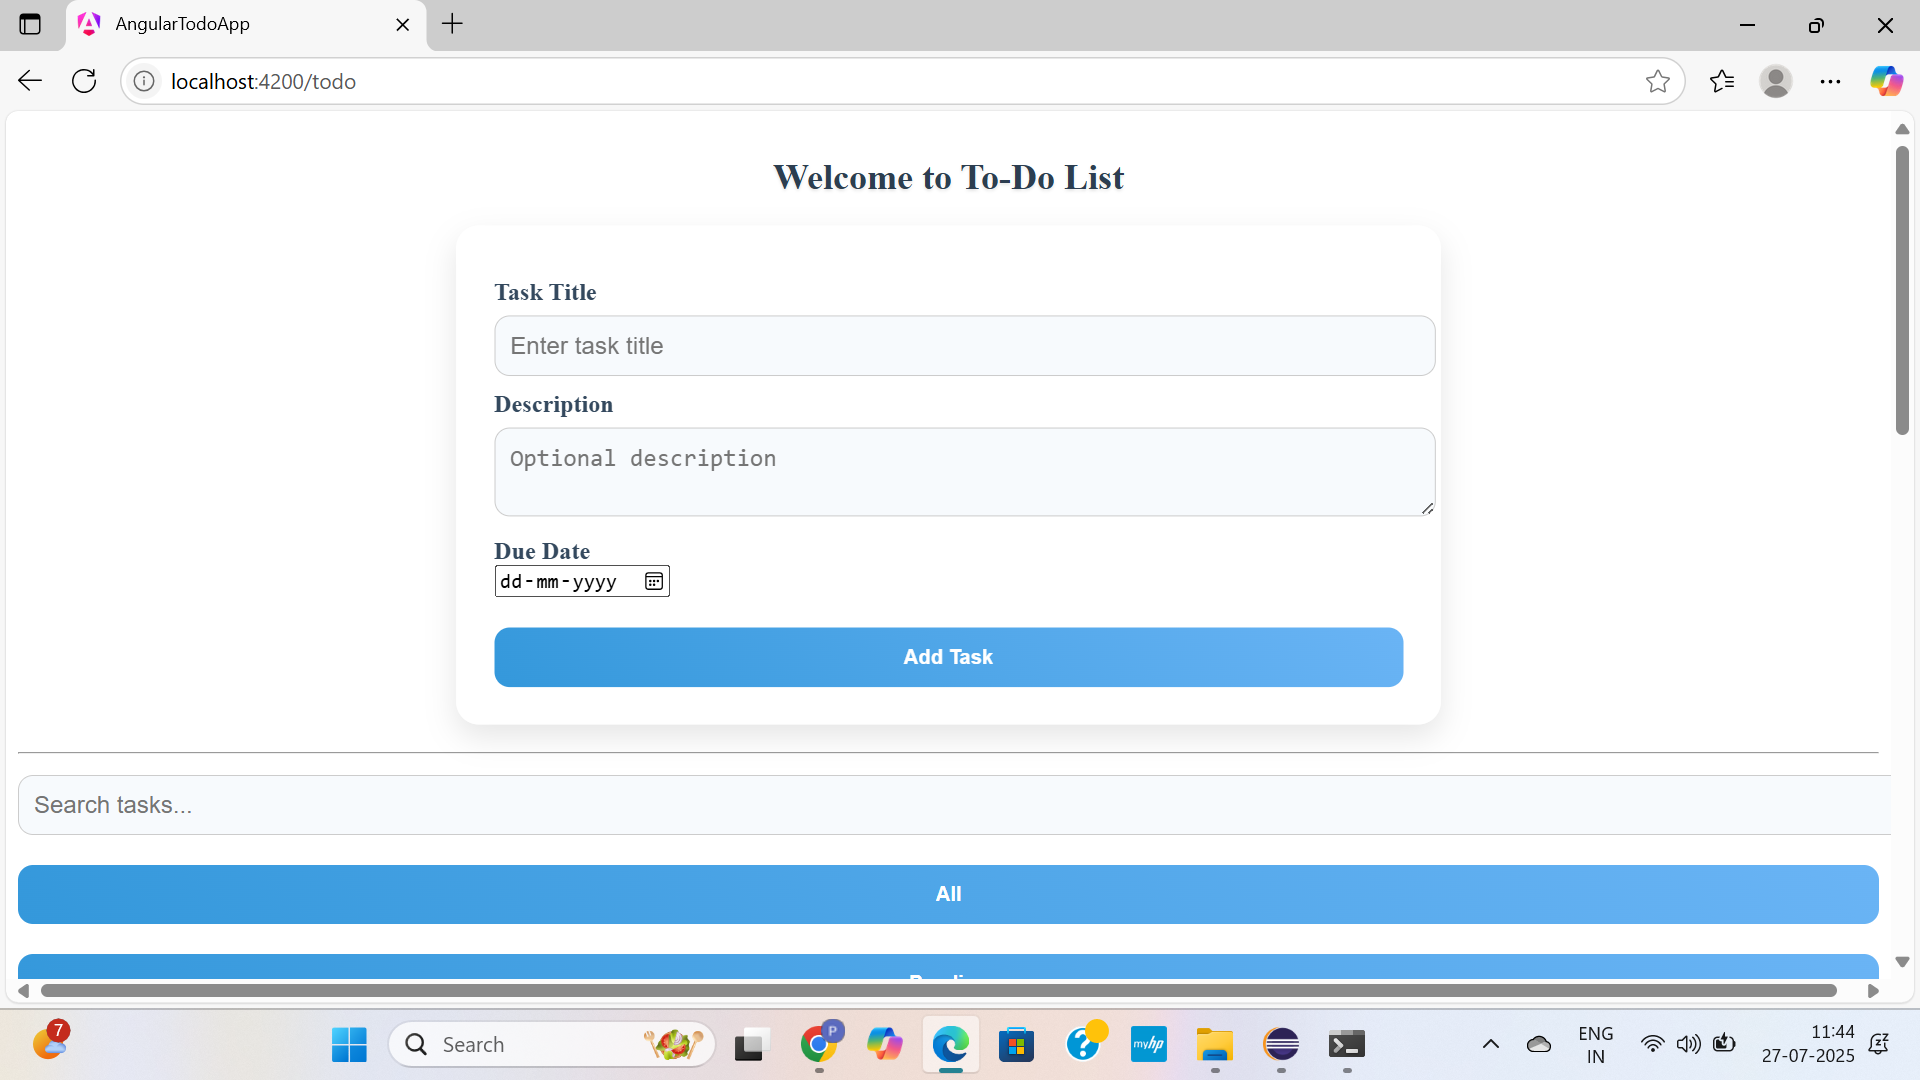 AngularTodoApp
localhost:4200/todo
Welcome to To-Do List
Task Title
Enter task title
Description
Optional description
Due Date
dd-mm-yyyy
Add Task
Search tasks...
All
7
Search
P
myhp
ENG
IN
11:44
27-07-2025